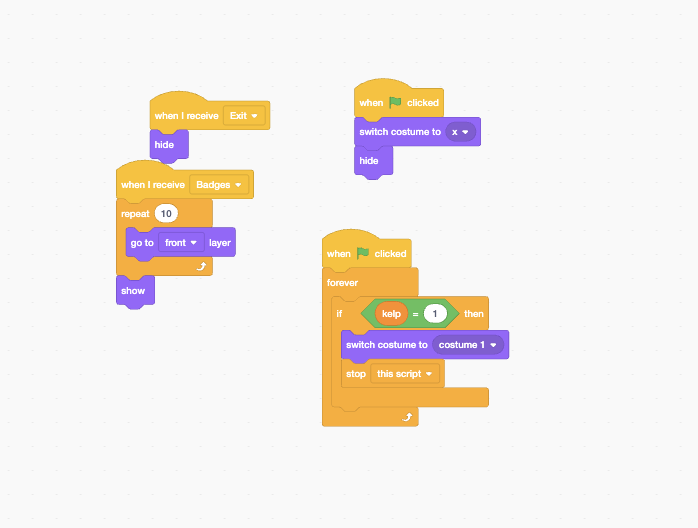 when I receive Exit
hide
when I receive Badges
repeat 10
go to front layer
show
when clicked
switch costume to x
hide
when clicked
forever
if kelp = 1 then
switch costume to costume 1
stop this script